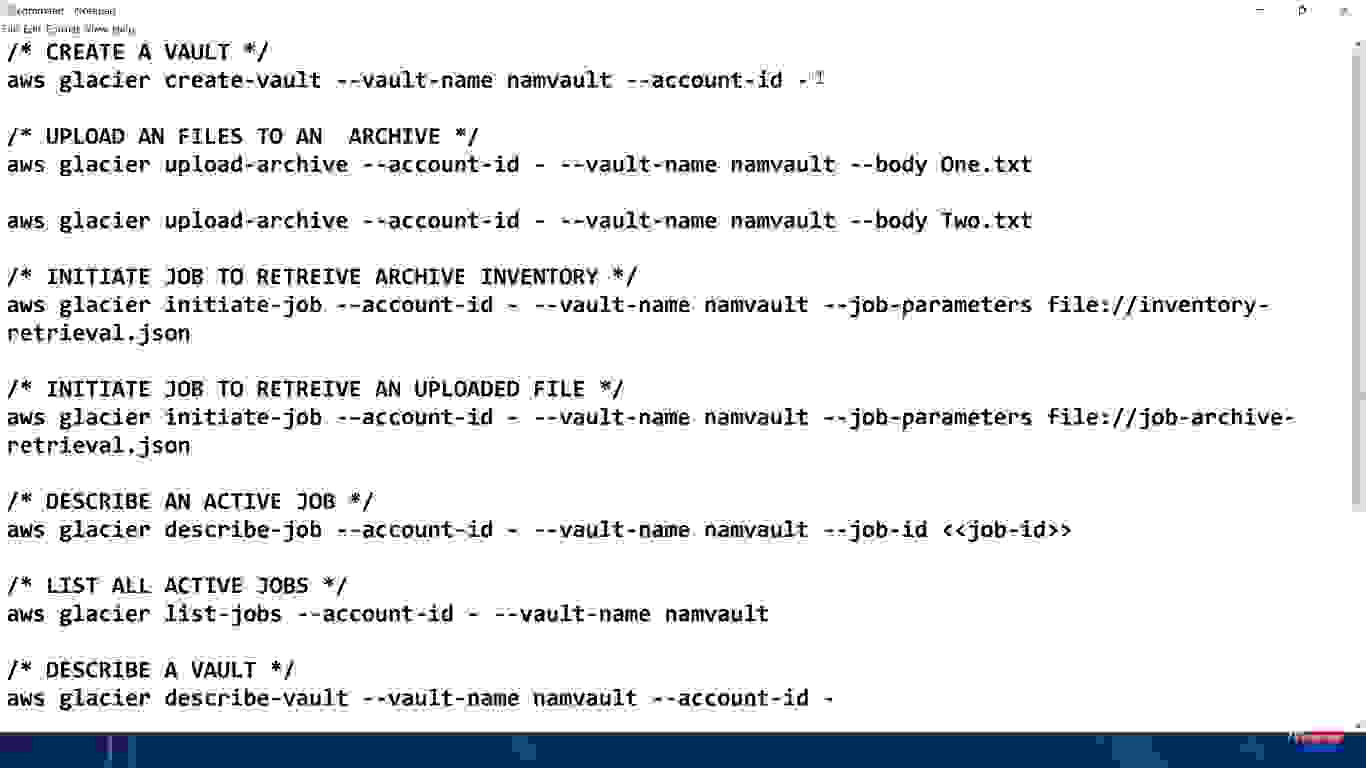 command - Notepad
File Edit Format View Help
/* CREATE A VAULT */
aws glacier create-vault --vault-name namvault --account-id -
/* UPLOAD AN FILES TO AN  ARCHIVE */
aws glacier upload-archive --account-id - --vault-name namvault --body One.txt
aws glacier upload-archive --account-id - --vault-name namvault --body Two.txt
/* INITIATE JOB TO RETREIVE ARCHIVE INVENTORY */
aws glacier initiate-job --account-id - --vault-name namvault --job-parameters file://inventory-
retrieval.json
/* INITIATE JOB TO RETREIVE AN UPLOADED FILE */
aws glacier initiate-job --account-id - --vault-name namvault --job-parameters file://job-archive-
retrieval.json
/* DESCRIBE AN ACTIVE JOB */
aws glacier describe-job --account-id - --vault-name namvault --job-id <<job-id>>
/* LIST ALL ACTIVE JOBS */
aws glacier list-jobs --account-id - --vault-name namvault
/* DESCRIBE A VAULT */
aws glacier describe-vault --vault-name namvault --account-id -